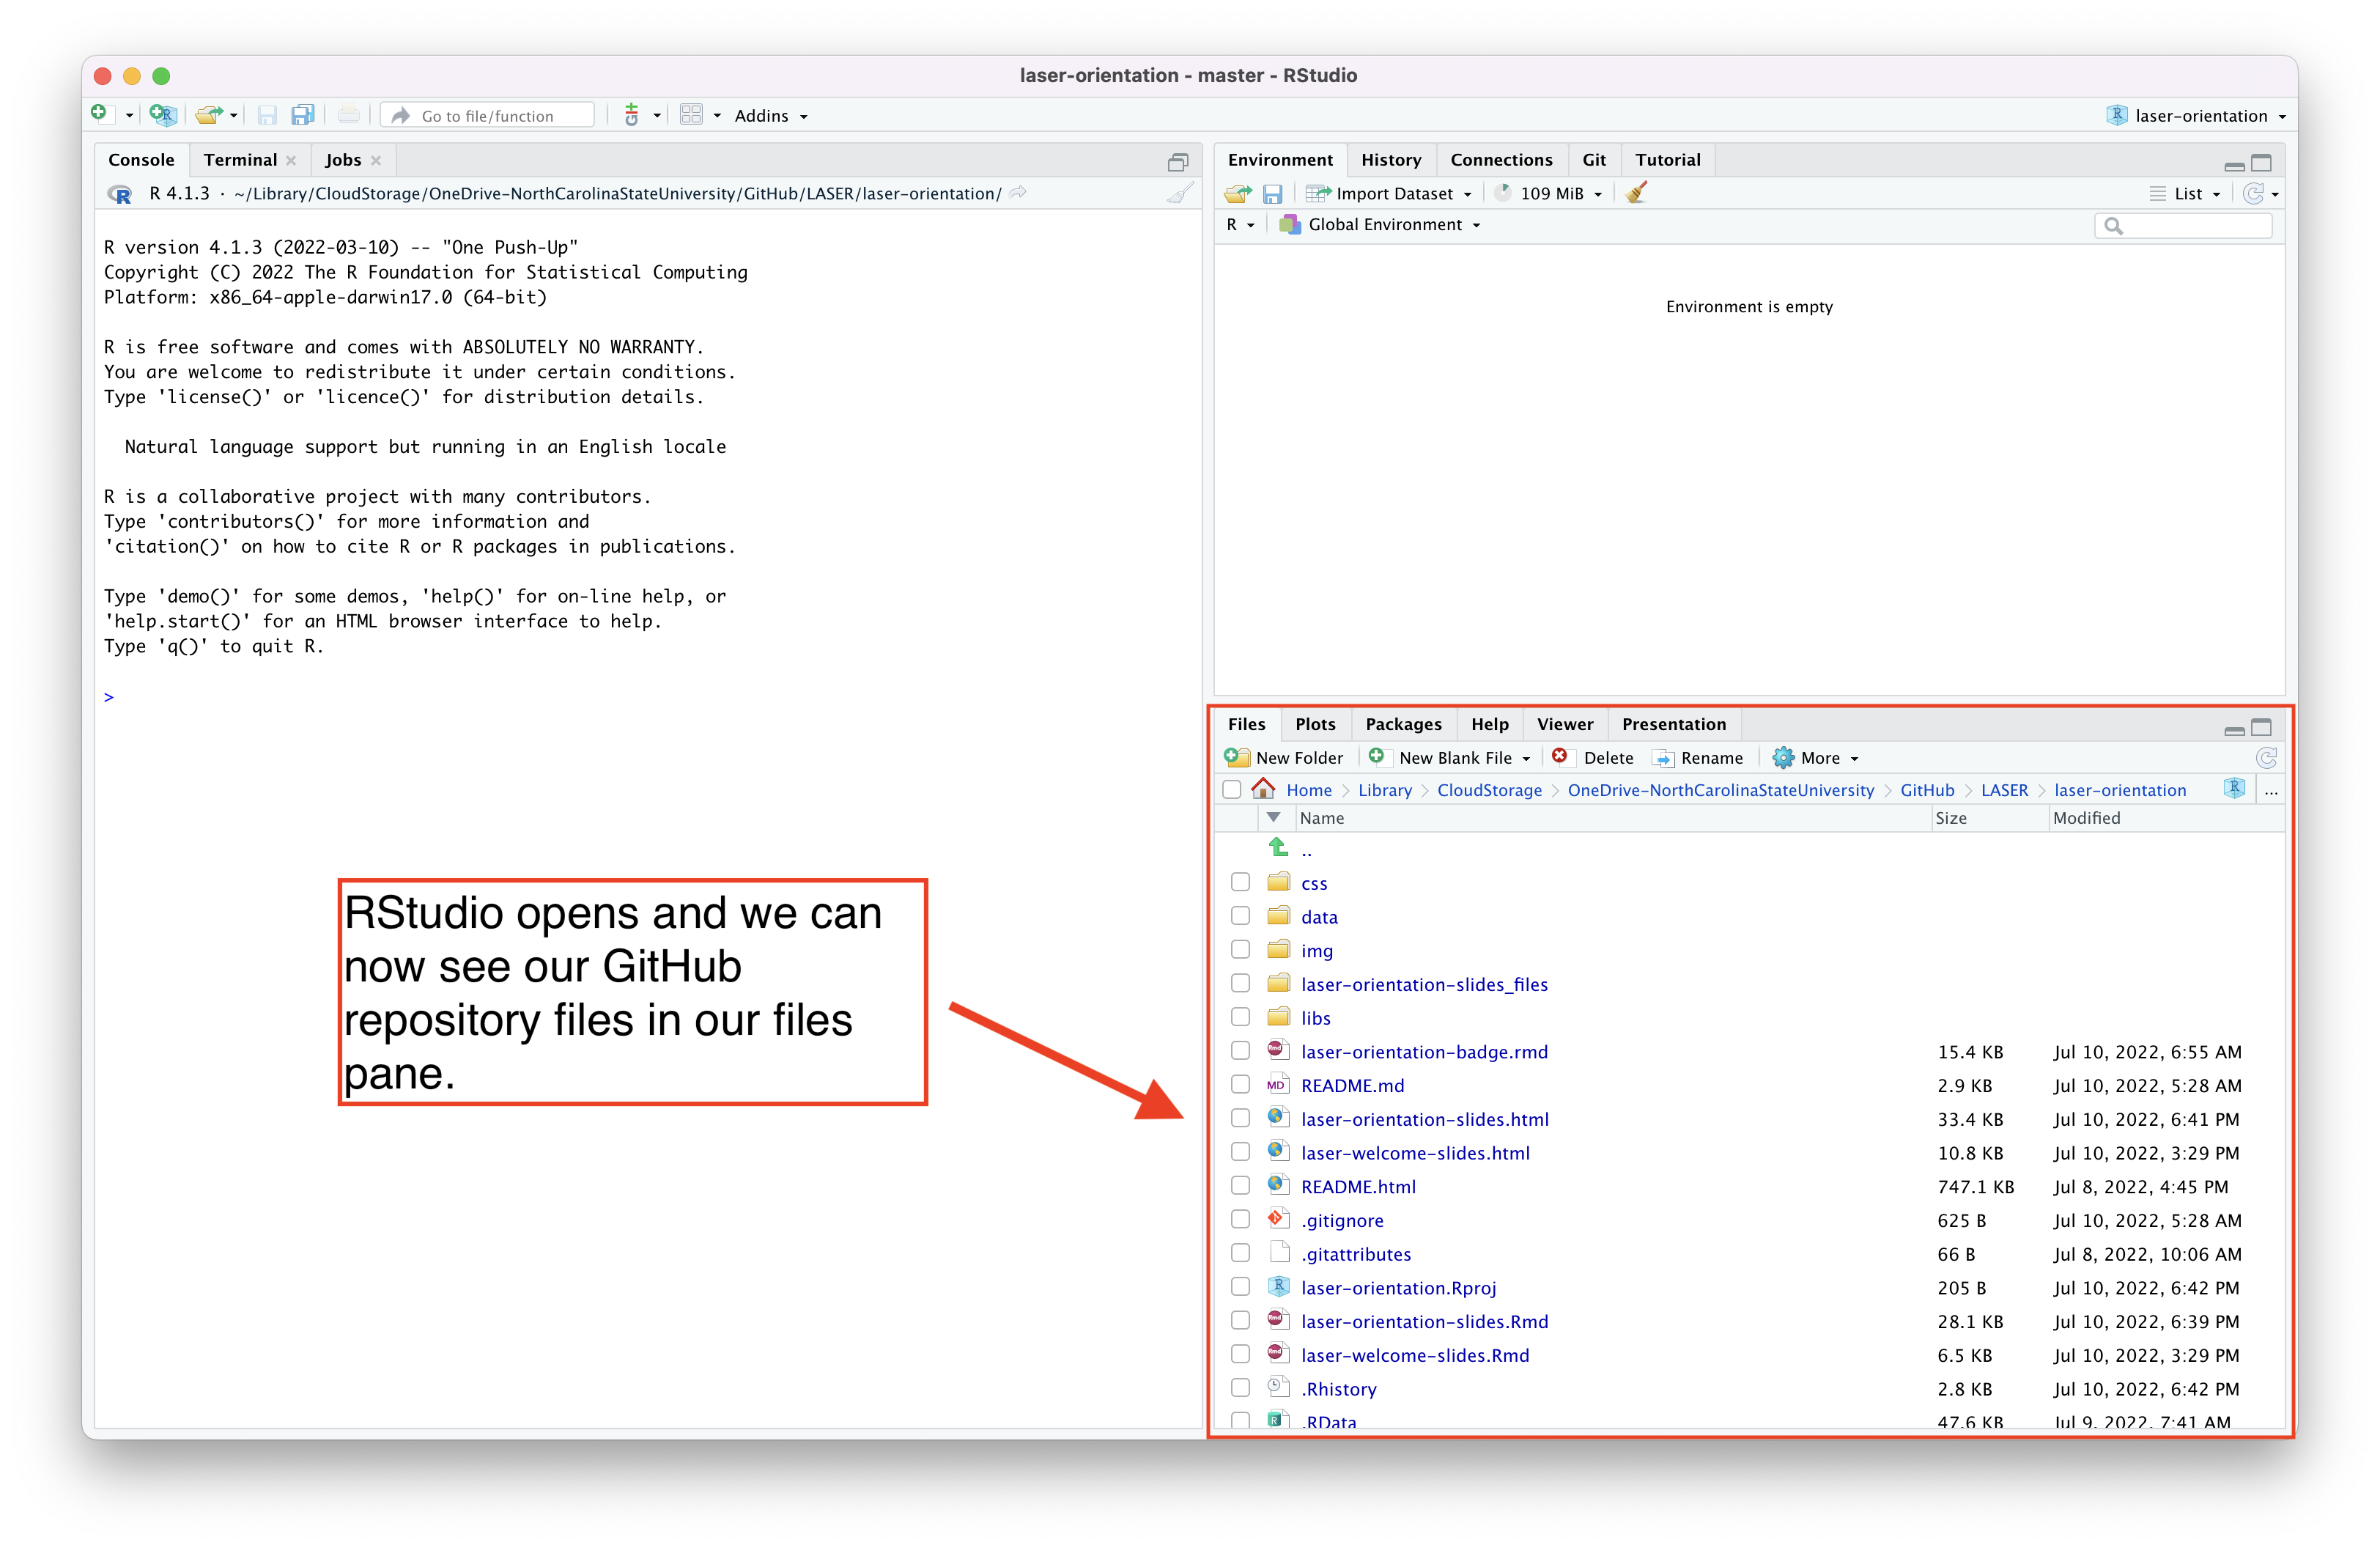 laser-orientation - master - RStudio
Go to file/function
Addins
laser-orientation
Console Terminal Jobs
R 4.1.3 · ~/Library/CloudStorage/OneDrive-NorthCarolinaStateUniversity/GitHub/LASER/laser-orientation/
R version 4.1.3 (2022-03-10) -- "One Push-Up"
Copyright (C) 2022 The R Foundation for Statistical Computing
Platform: x86_64-apple-darwin17.0 (64-bit)
R is free software and comes with ABSOLUTELY NO WARRANTY.
You are welcome to redistribute it under certain conditions.
Type 'license()' or 'licence()' for distribution details.
Natural language support but running in an English locale
R is a collaborative project with many contributors.
Type 'contributors()' for more information and
'citation()' on how to cite R or R packages in publications.
Type 'demo()' for some demos, 'help()' for on-line help, or
'help.start()' for an HTML browser interface to help.
Type 'q()' to quit R.
>
RStudio opens and we can
now see our GitHub
repository files in our files
pane.
Environment History Connections Git Tutorial
Import Dataset 109 MiB List
R Global Environment
Environment is empty
Files Plots Packages Help Viewer Presentation
New Folder New Blank File Delete Rename More
Home > Library > CloudStorage > OneDrive-NorthCarolinaStateUniversity > GitHub > LASER > laser-orientation ...
Name Size Modified
..
css
data
img
laser-orientation-slides_files
libs
laser-orientation-badge.rmd 15.4 KB Jul 10, 2022, 6:55 AM
README.md 2.9 KB Jul 10, 2022, 5:28 AM
laser-orientation-slides.html 33.4 KB Jul 10, 2022, 6:41 PM
laser-welcome-slides.html 10.8 KB Jul 10, 2022, 3:29 PM
README.html 747.1 KB Jul 8, 2022, 4:45 PM
.gitignore 625 B Jul 10, 2022, 5:28 AM
.gitattributes 66 B Jul 8, 2022, 10:06 AM
laser-orientation.Rproj 205 B Jul 10, 2022, 6:42 PM
laser-orientation-slides.Rmd 28.1 KB Jul 10, 2022, 6:39 PM
laser-welcome-slides.Rmd 6.5 KB Jul 10, 2022, 3:29 PM
.Rhistory 2.8 KB Jul 10, 2022, 6:42 PM
.RData 47.6 KB Jul 9, 2022, 7:41 AM